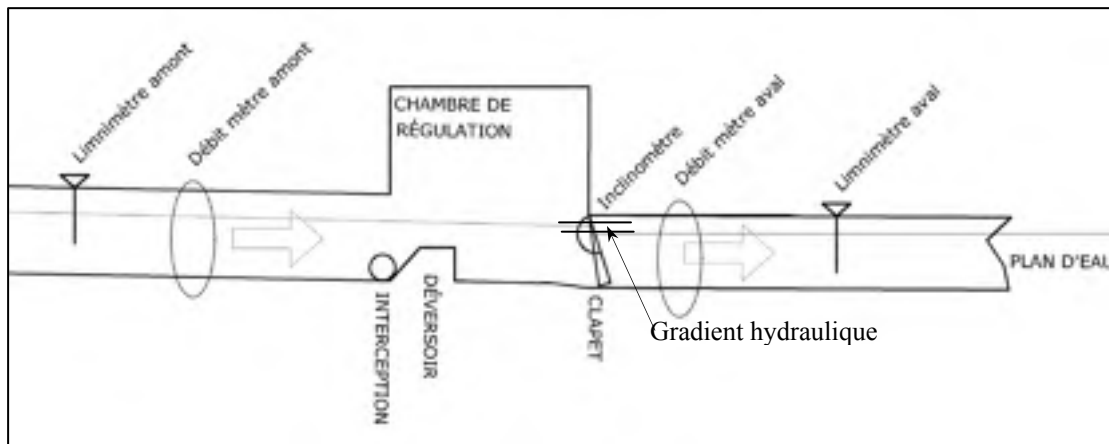 Limnimètre amont
Débit mètre amont
CHAMBRE DE
RÉGULATION
Inclinomètre
Débit mètre aval
Limnimètre aval
PLAN D'EAU
INTERCEPTION
DÉVERSOIR
CLAPET
Gradient hydraulique